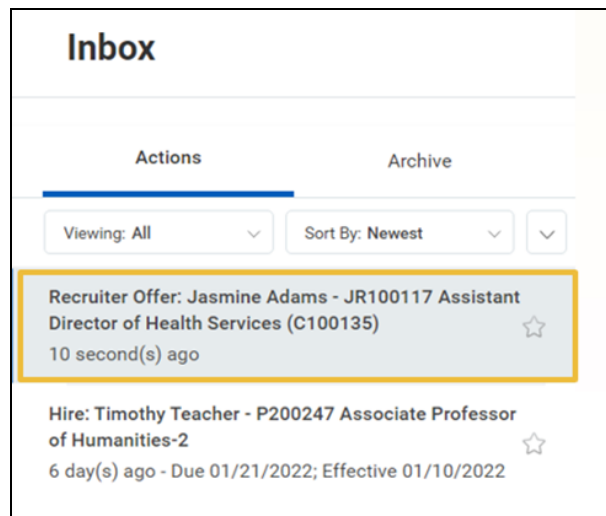 Inbox
Actions
Archive
Viewing: All
Sort By: Newest
Recruiter Offer: Jasmine Adams - JR100117 Assistant
Director of Health Services (C100135)
10 second(s) ago
Hire: Timothy Teacher - P200247 Associate Professor
of Humanities-2
6 day(s) ago - Due 01/21/2022; Effective 01/10/2022